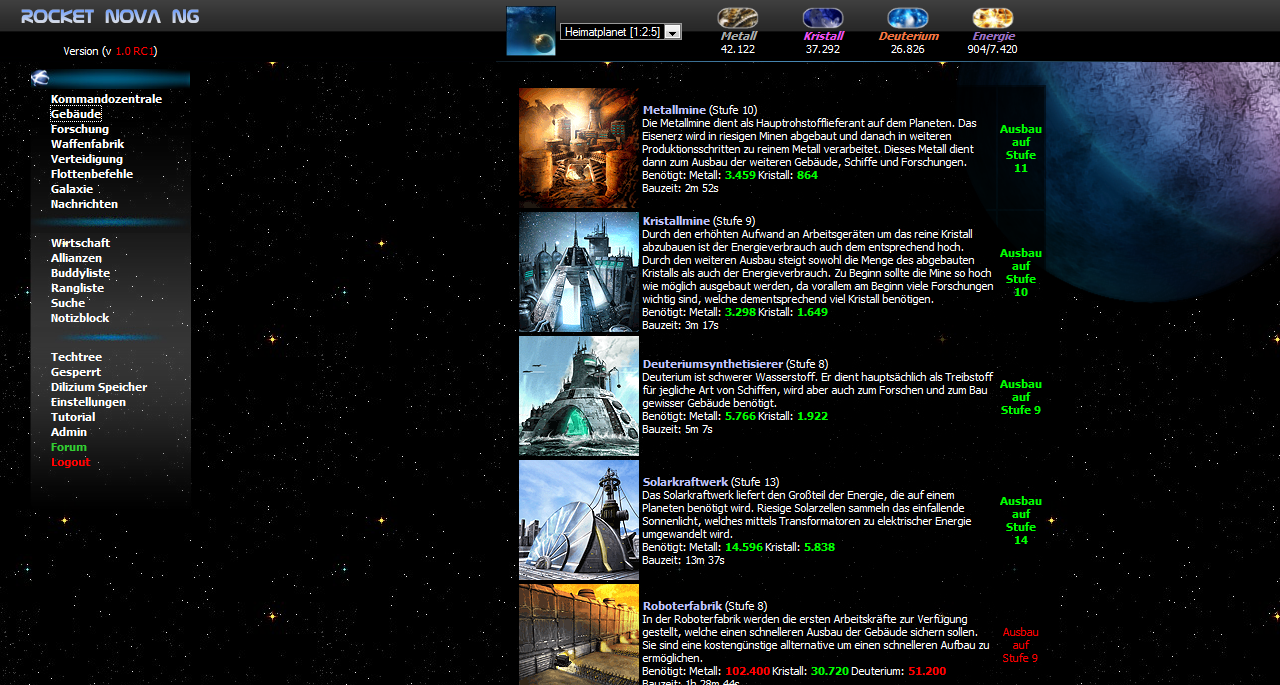 ROCKET NOVA NG
Heimatplanet [1:2:5]
Metall Kristall Deuterium Energie
42.122 37.292 26.826 904/7.420
Version (v 1.0 RC1)
Kommandozentrale
Gebäude
Forschung
Waffenfabrik
Verteidigung
Flottenbefehle
Galaxie
Nachrichten
Wirtschaft
Allianzen
Buddyliste
Rangliste
Suche
Notizblock
Techtree
Gesperrt
Dilizium Speicher
Einstellungen
Tutorial
Admin
Forum
Logout
Metallmine (Stufe 10)
Die Metallmine dient als Hauptrohstofflieferant auf dem Planeten. Das
Eisenerz wird in riesigen Minen abgebaut und danach in weiteren
Produktionsschritten zu reinem Metall verarbeitet. Dieses Metall dient
dann zum Ausbau der weiteren Gebäude, Schiffe und Forschungen.
Benötigt: Metall: 3.459 Kristall: 864
Bauzeit: 2m 52s
Ausbau
auf
Stufe
11
Kristallmine (Stufe 9)
Durch den erhöhten Aufwand an Arbeitsgeräten um das reine Kristall
abzubauen ist der Energieverbrauch auch dem entsprechend hoch.
Durch den weiteren Ausbau steigt sowohl die Menge des abgebauten
Kristalls als auch der Energieverbrauch. Zu Beginn sollte die Mine so hoch
wie möglich ausgebaut werden, da vorallem am Beginn viele Forschungen
wichtig sind, welche dementsprechend viel Kristall benötigen.
Benötigt: Metall: 3.298 Kristall: 1.649
Bauzeit: 3m 17s
Ausbau
auf
Stufe
10
Deuteriumsynthetisierer (Stufe 8)
Deuterium ist schwerer Wasserstoff. Er dient hauptsächlich als Treibstoff
für jegliche Art von Schiffen, wird aber auch zum Forschen und zum Bau
gewisser Gebäude benötigt.
Benötigt: Metall: 5.766 Kristall: 1.922
Bauzeit: 5m 7s
Ausbau
auf
Stufe 9
Solarkraftwerk (Stufe 13)
Das Solarkraftwerk liefert den Großteil der Energie, die auf einem
Planeten benötigt wird. Riesige Solarzellen sammeln das einfallende
Sonnenlicht, welches mittels Transformatoren zu elektrischer Energie
umgewandelt wird.
Benötigt: Metall: 14.596 Kristall: 5.838
Bauzeit: 13m 37s
Ausbau
auf
Stufe
14
Roboterfabrik (Stufe 8)
In der Roboterfabrik werden die ersten Arbeitskräfte zur Verfügung
gestellt, welche einen schnelleren Ausbau der Gebäude sichern sollen.
Sie sind eine kostengünstige allternative um einen schnelleren Aufbau zu
ermöglichen.
Benötigt: Metall: 102.400 Kristall: 30.720 Deuterium: 51.200
Bauzeit: 1h 28m 44s
Ausbau
auf
Stufe 9